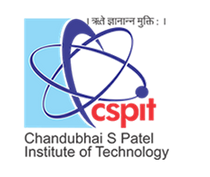 । ऋते ज्ञानान्न मुक्ति : ।
cspit
Chandubhai S Patel
Institute of Technology